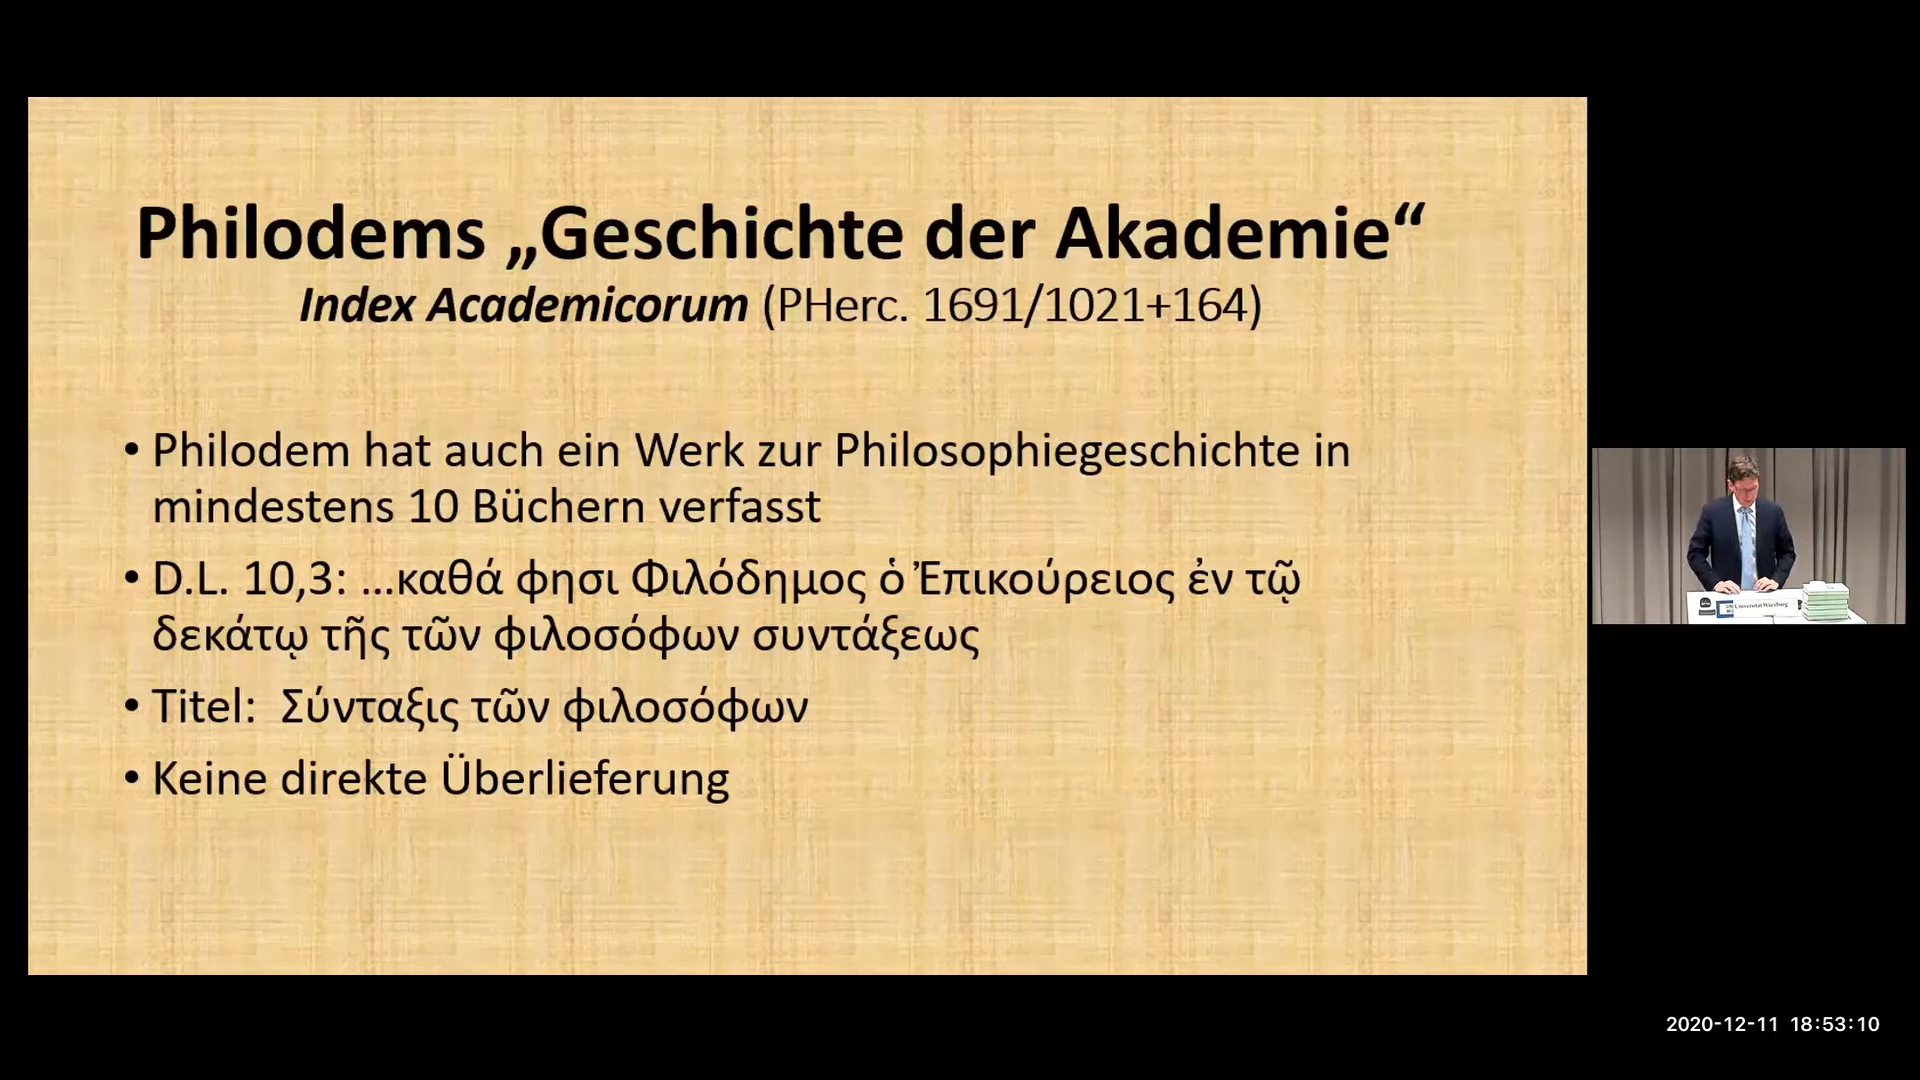 Philodems „Geschichte der Akademie“
Index Academicorum (PHerc. 1691/1021+164)
• Philodem hat auch ein Werk zur Philosophiegeschichte in
mindestens 10 Büchern verfasst
• D.L. 10,3: …καθά φησι Φιλόδημος ὁ Ἐπικούρειος ἐν τῷ
δεκάτῳ τῆς τῶν φιλοσόφων συντάξεως
• Titel: Σύνταξις τῶν φιλοσόφων
• Keine direkte Überlieferung
Universität Würzburg
2020-12-11 18:53:10